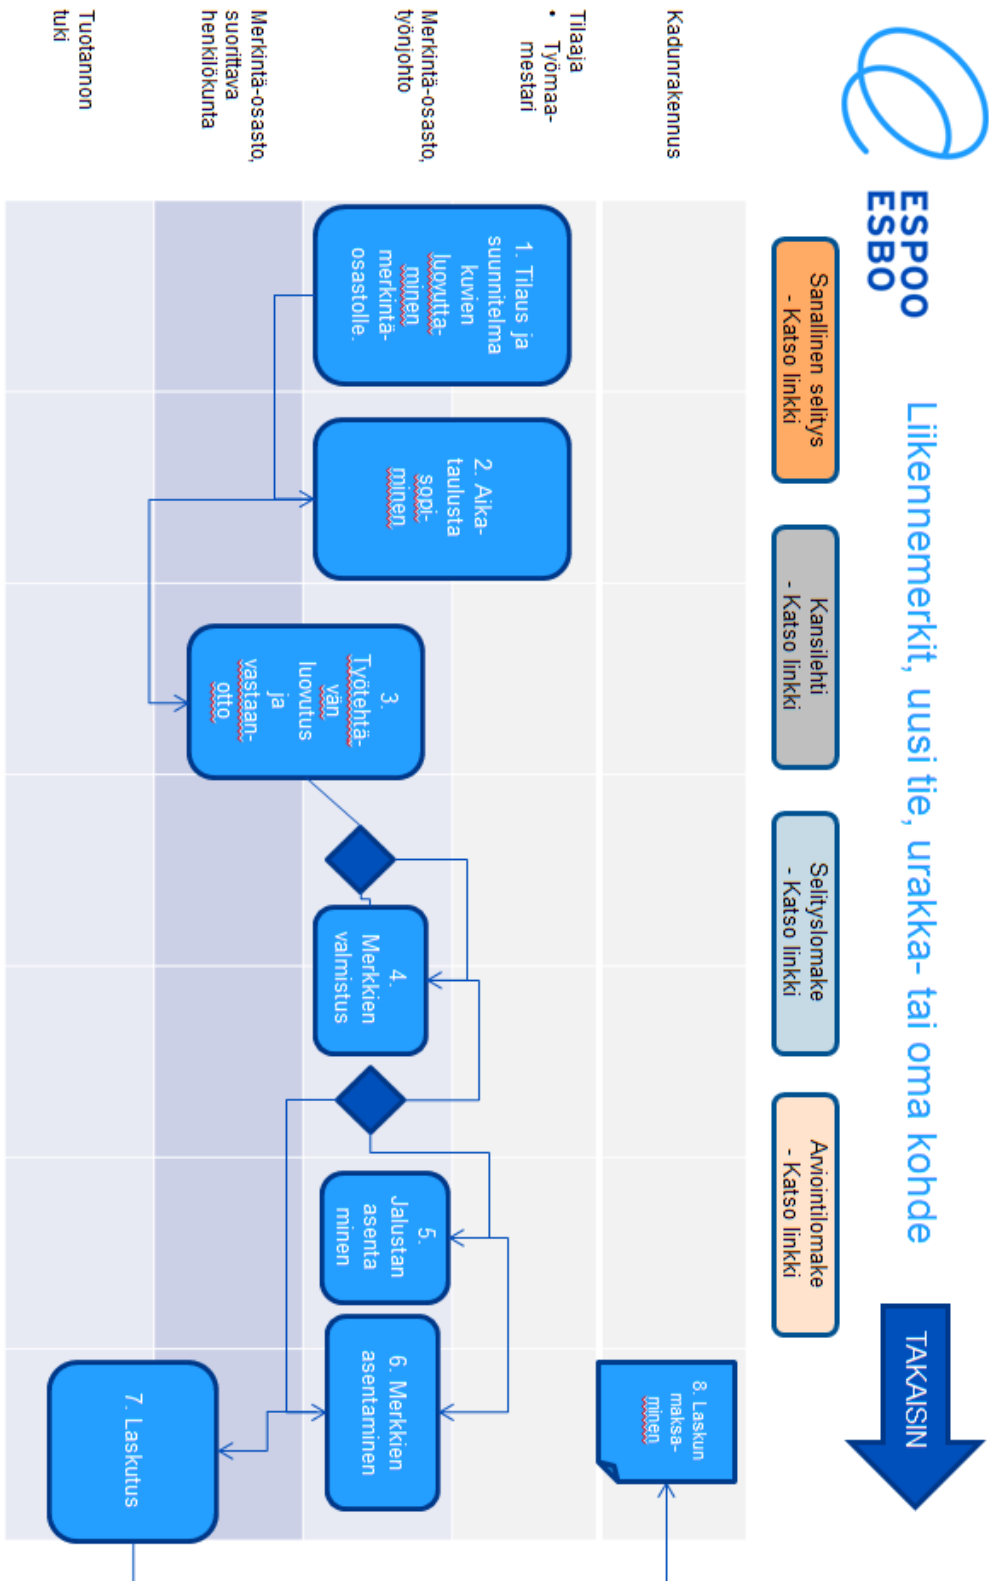 ESPOO
ESBO
Liikennemerkit, uusi tie, urakka- tai oma kohde
TAKAISIN
Sanallinen selitys
- Katso linkki
Kansilehti
- Katso linkki
Selityslomake
- Katso linkki
Arviointilomake
- Katso linkki
Kadunrakennus
8. Laskun
maksa-
minen
Tilaaja
• Työmaa-
mestari
Merkintä-osasto,
työnjohto
1. Tilaus ja
suunnitelma
kuvien
luovutta-
minen
merkintä-
osastolle.
2. Aika-
taulusta
sopi-
minen
3.
Työtehtä-
vän
luovutus
ja
vastaan-
otto
4.
Merkkien
valmistus
5.
Jalustan
asenta
minen
6. Merkkien
asentaminen
Merkintä-osasto,
suorittava
henkilökunta
Tuotannon
tuki
7. Laskutus